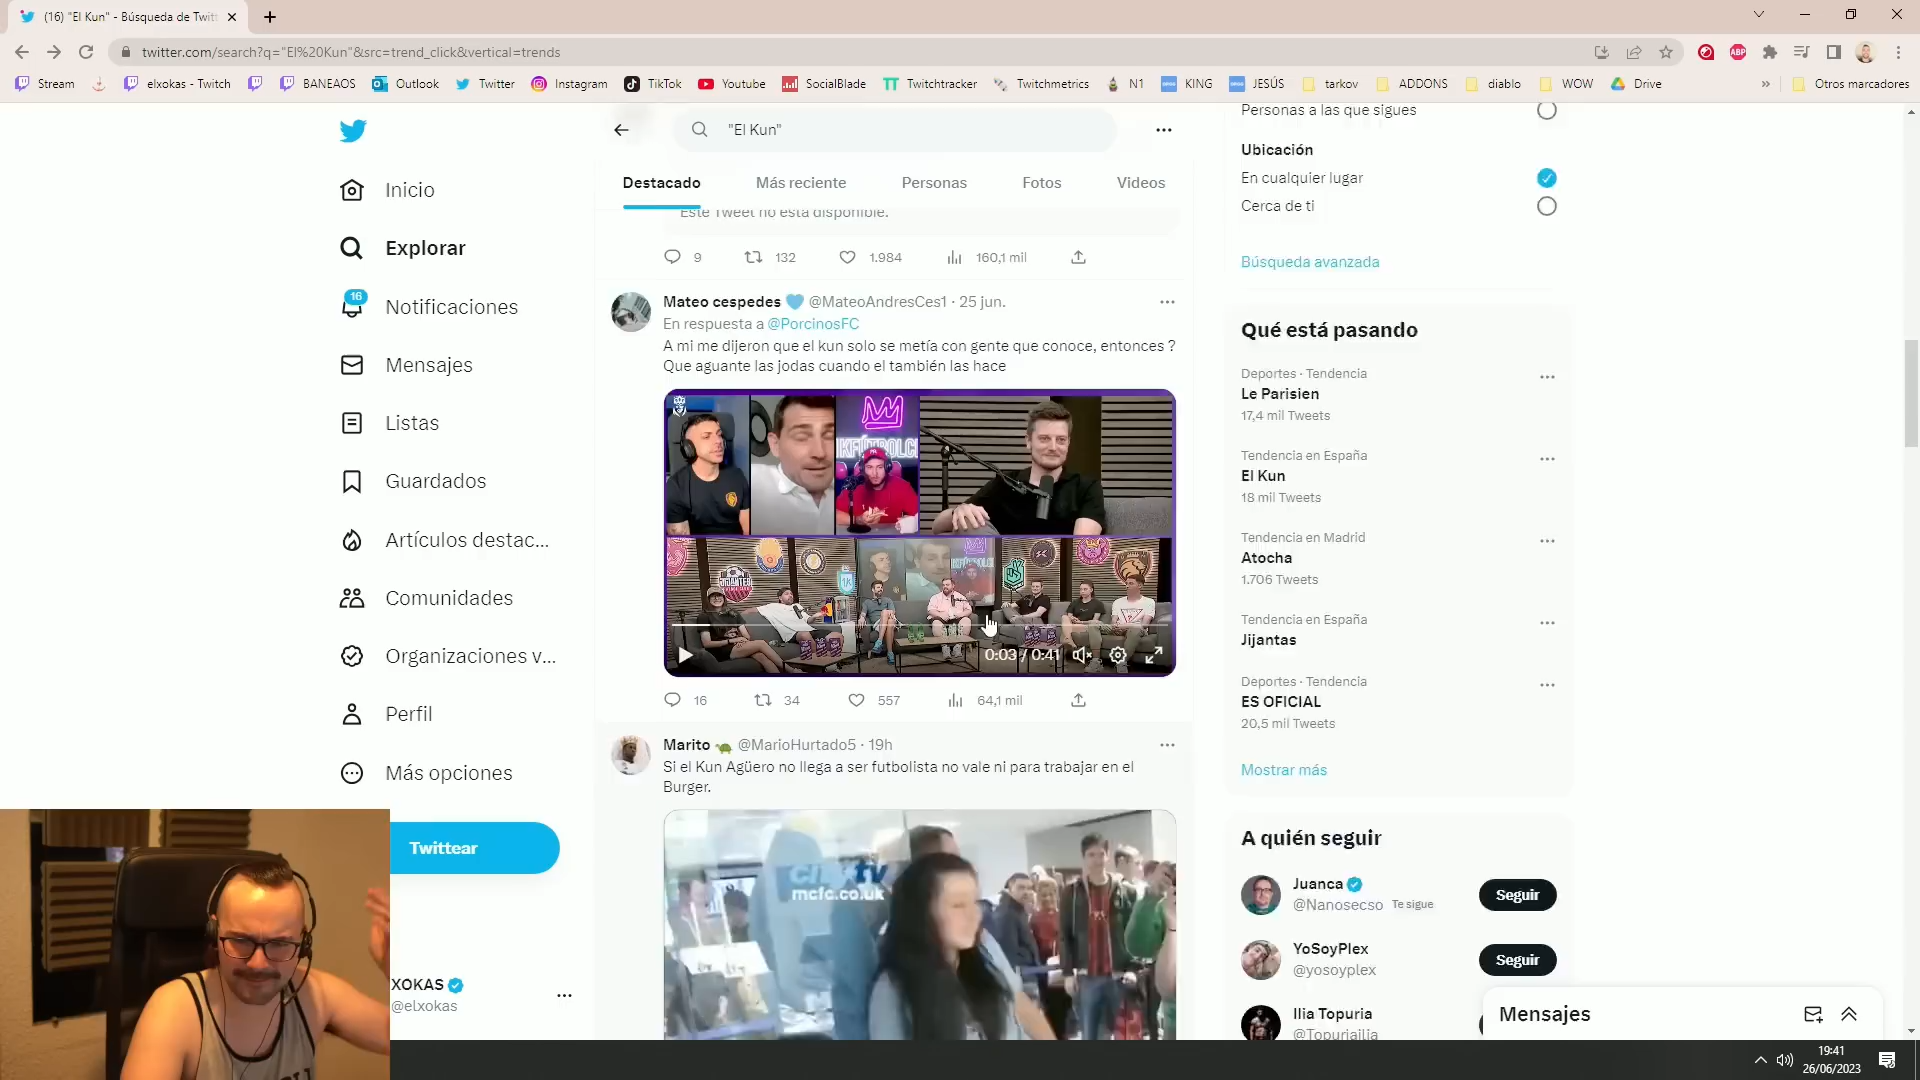 (16) "El Kun" - Búsqueda de Twitt
twitter.com/search?q="El%20Kun"&src=trend_click&vertical=trends
ABP
Stream
elxokas - Twitch
BANEAOS
Outlook
Twitter
Instagram
TikTok
Youtube
SocialBlade
Twitchtracker
Twitchmetrics
N1
KING
JESÚS
tarkov
ADDONS
diablo
WOW
Drive
»
Otros marcadores
Inicio
Explorar
16
Notificaciones
Mensajes
Listas
Guardados
Artículos destac...
Comunidades
Organizaciones v...
Perfil
Más opciones
Twittear
XOKAS
@elxokas
"El Kun"
Destacado
Más reciente
Personas
Fotos
Videos
Este Tweet no está disponible.
9 132 1.984 160,1 mil
Mateo cespedes 🩵 @MateoAndresCes1 · 25 jun.
En respuesta a @PorcinosFC
A mi me dijeron que el kun solo se metía con gente que conoce, entonces ?
Que aguante las jodas cuando el también las hace
0:03 / 0:41
16 34 557 64,1 mil
Marito 🐢 @MarioHurtado5 · 19h
Si el Kun Agüero no llega a ser futbolista no vale ni para trabajar en el
Burger.
citytv
mcfc.co.uk
Personas a las que sigues
Ubicación
En cualquier lugar
Cerca de ti
Búsqueda avanzada
Qué está pasando
Deportes · Tendencia
Le Parisien
17,4 mil Tweets
Tendencia en España
El Kun
18 mil Tweets
Tendencia en Madrid
Atocha
1.706 Tweets
Tendencia en España
Jijantas
Deportes · Tendencia
ES OFICIAL
20,5 mil Tweets
Mostrar más
A quién seguir
Juanca
@Nanosecso Te sigue
Seguir
YoSoyPlex
@yosoyplex
Seguir
Ilia Topuria
@Topuriailia
Mensajes
19:41
26/06/2023